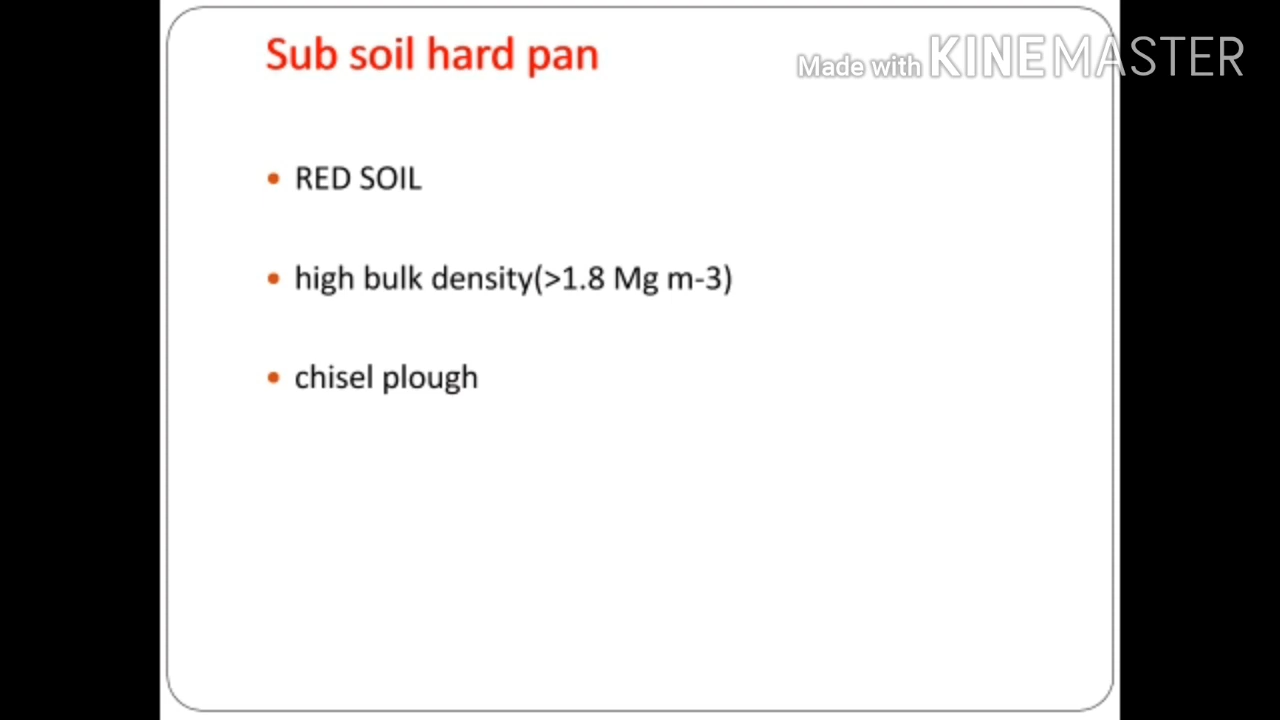 Sub soil hard pan
Made with KINEMASTER
• RED SOIL
• high bulk density(>1.8 Mg m-3)
• chisel plough